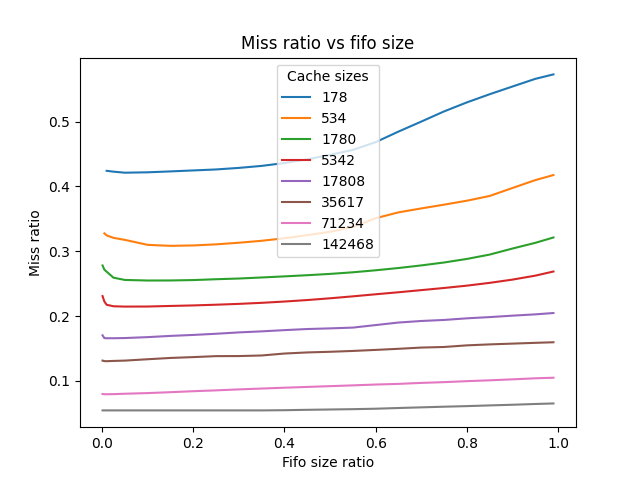 Miss ratio vs fifo size
Cache sizes
178
534
1780
5342
17808
35617
71234
142468
Miss ratio
0.5
0.4
0.3
0.2
0.1
0.0 0.2 0.4 0.6 0.8 1.0
Fifo size ratio